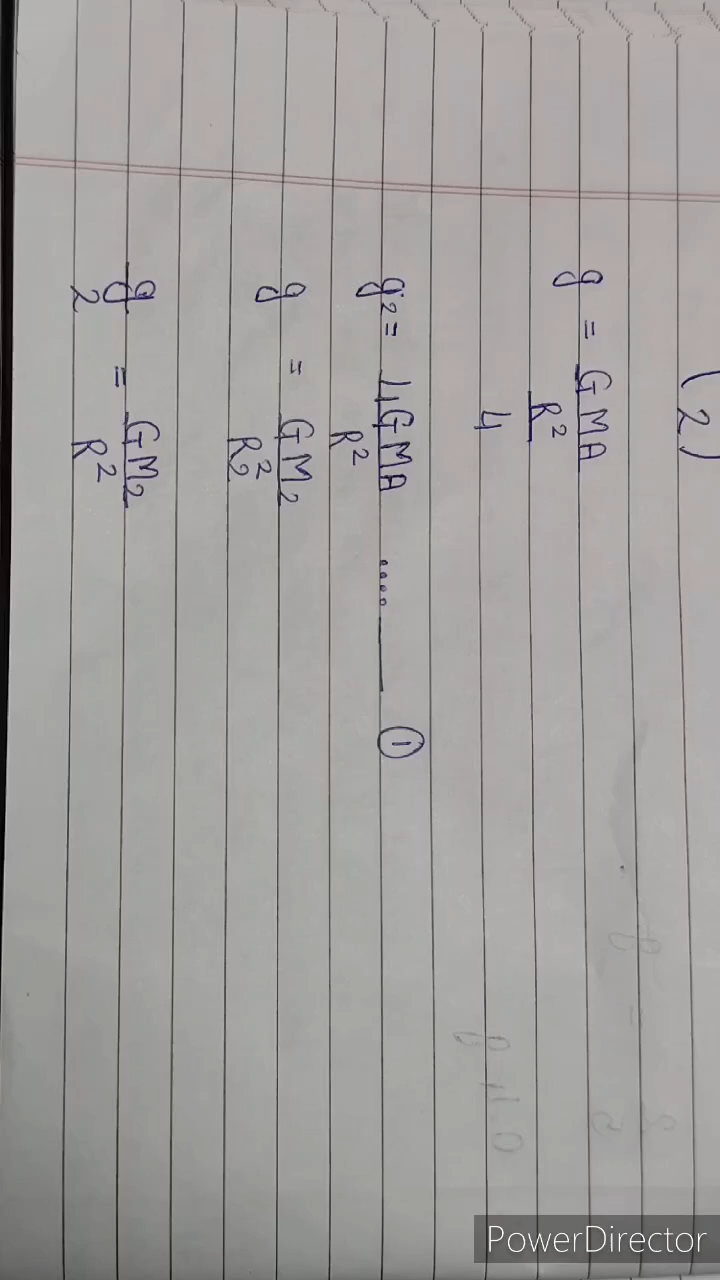 (2)
g = GMA
R²
4
g₂ = 4GMA ..... — ①
R²
g = GM₂
R₂²
g = GM₂
2 R²
PowerDirector